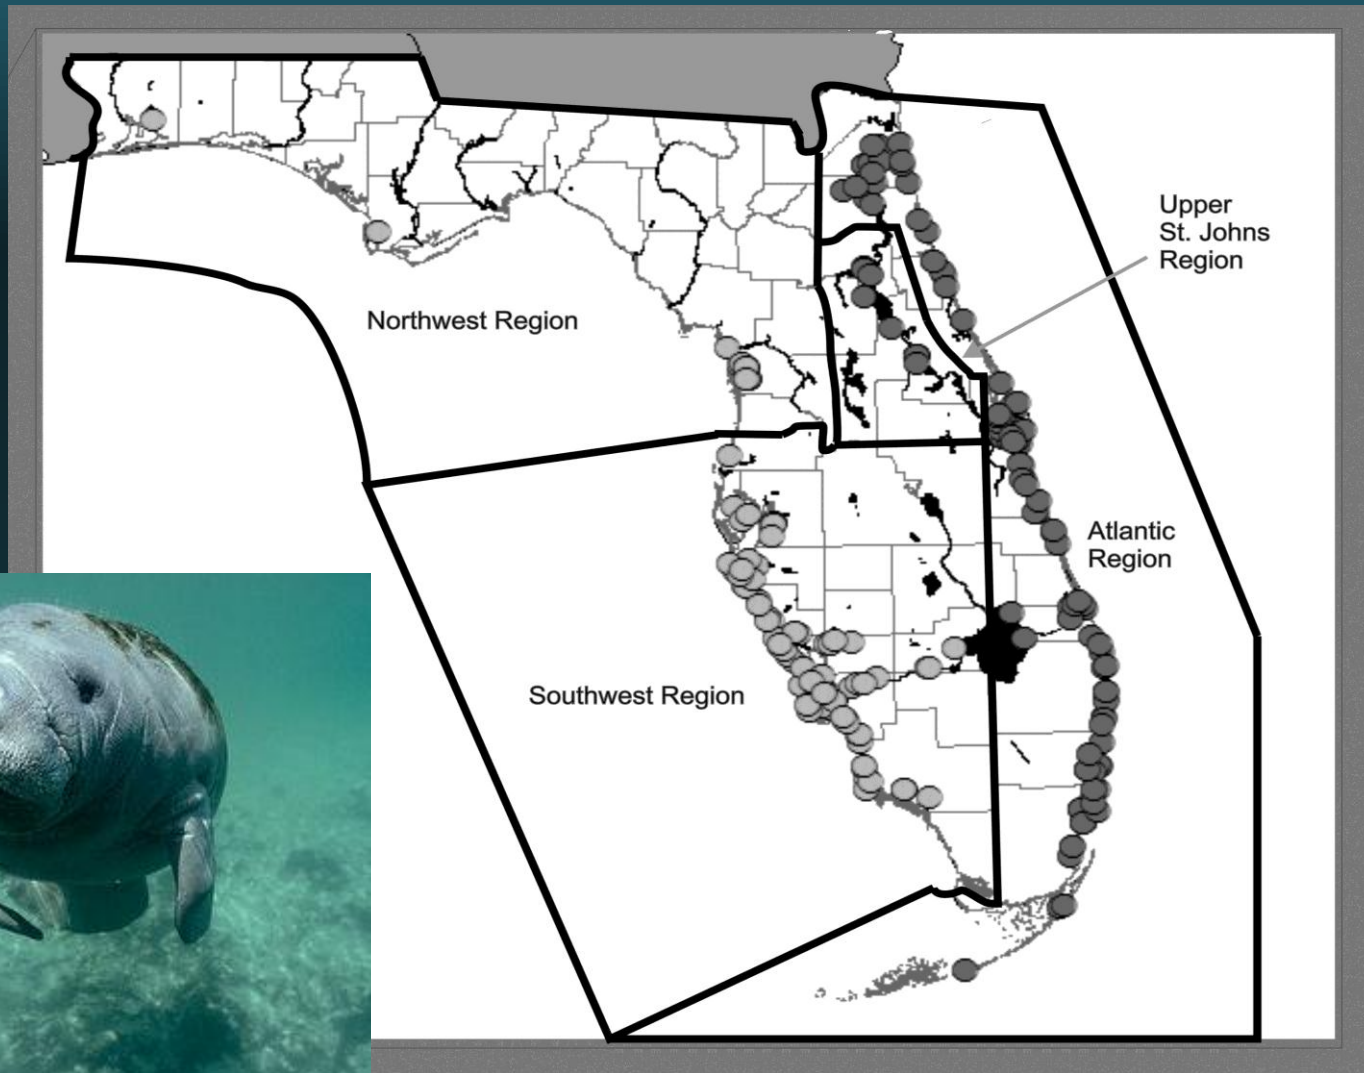 Upper
St. Johns
Region
Northwest Region
Atlantic
Region
Southwest Region